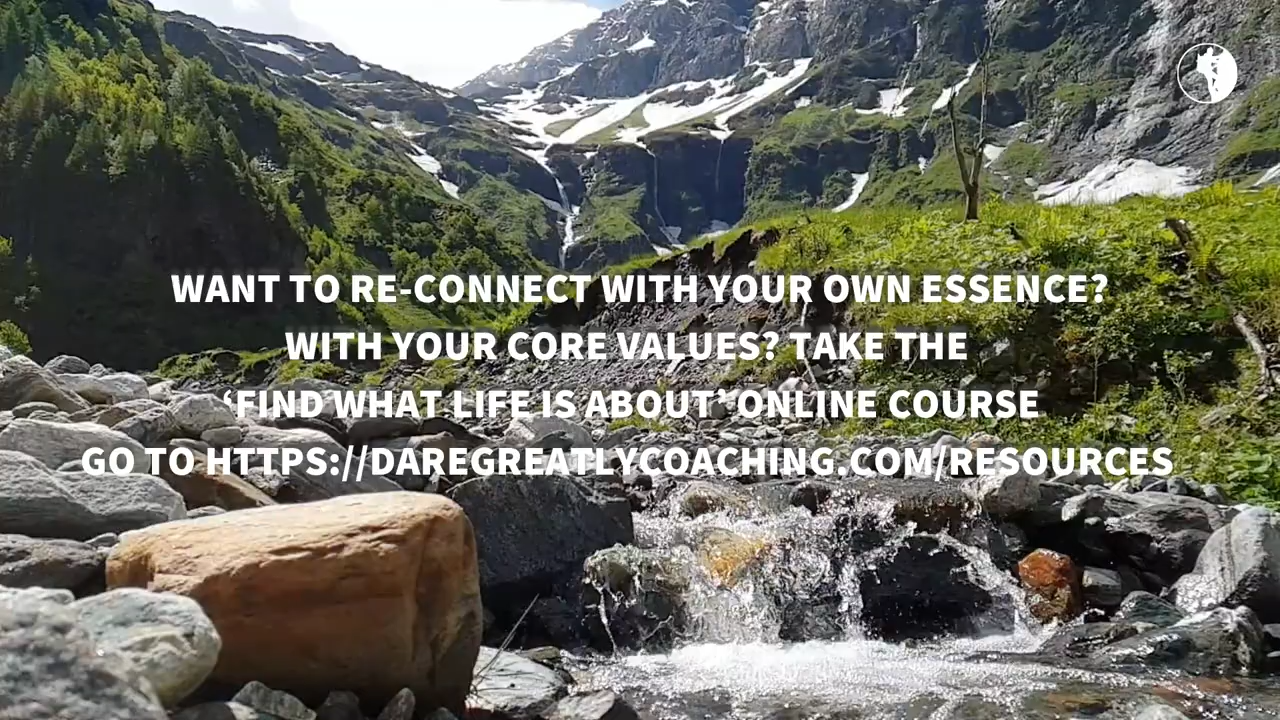 WANT TO RE-CONNECT WITH YOUR OWN ESSENCE?
WITH YOUR CORE VALUES? TAKE THE
‘FIND WHAT LIFE IS ABOUT’ ONLINE COURSE
GO TO HTTPS://DAREGREATLYCOACHING.COM/RESOURCES